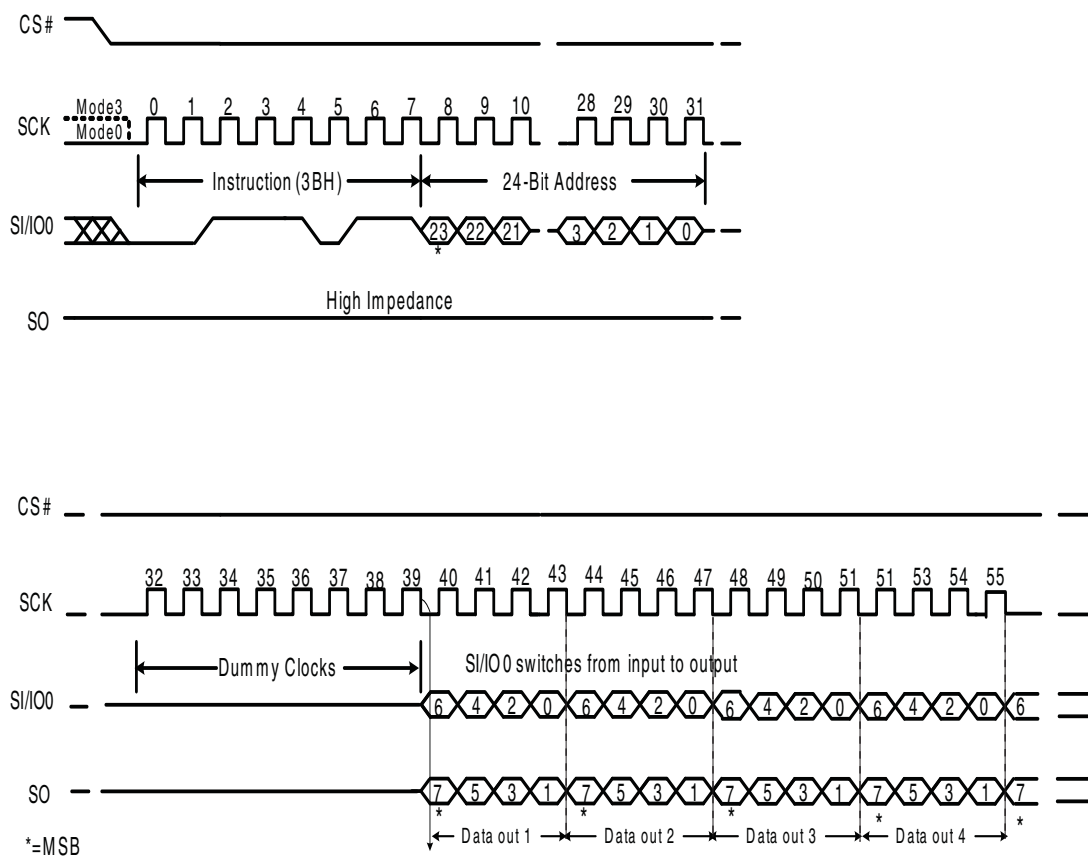 CS#
Mode3
0 1 2 3 4 5 6 7 8 9 10 28 29 30 31
SCK
Mode0
Instruction (3BH) 24-Bit Address
SI/IO0 23 22 21 3 2 1 0
*
High Impedance
SO
CS#
32 33 34 35 36 37 38 39 40 41 42 43 44 45 46 47 48 49 50 51 51 53 54 55
SCK
Dummy Clocks SI/IO0 switches from input to output
SI/IO0 6 4 2 0 6 4 2 0 6 4 2 0 6 4 2 0 6
SO 7 5 3 1 7 5 3 1 7 5 3 1 7 5 3 1 7
* * * * *
Data out 1 Data out 2 Data out 3 Data out 4
*=MSB